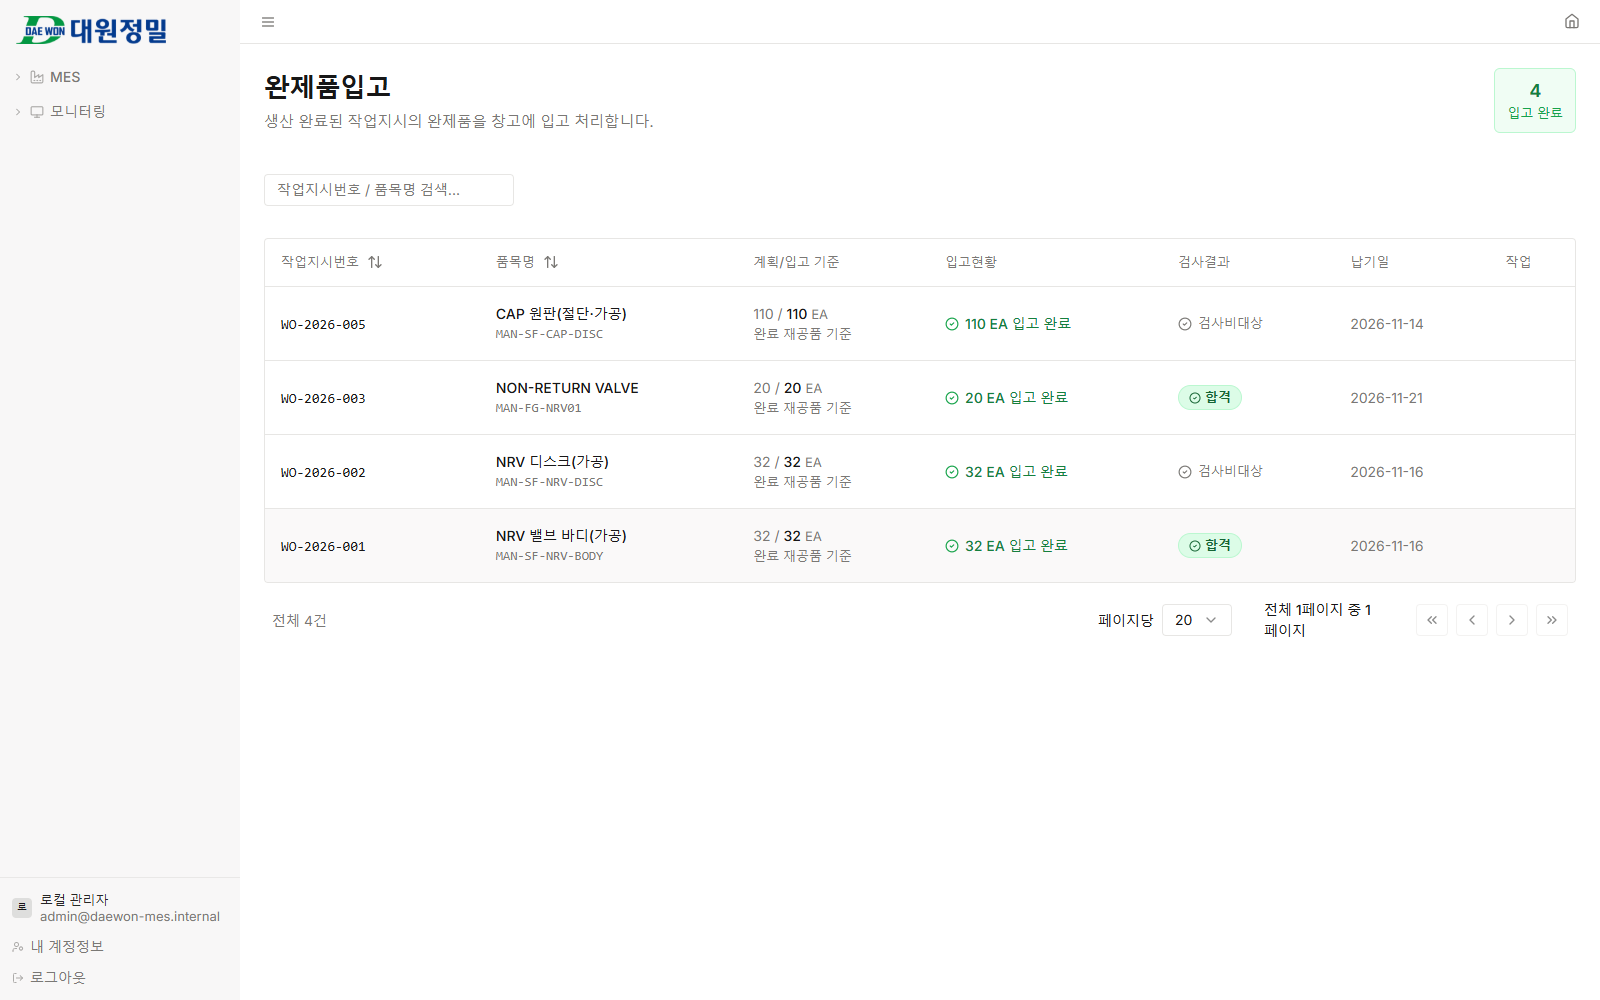 DAE WON 대원정밀
MES
모니터링
완제품입고
생산 완료된 작업지시의 완제품을 창고에 입고 처리합니다.
4
입고 완료
작업지시번호 / 품목명 검색...
작업지시번호 품목명 계획/입고 기준 입고현황 검사결과 납기일 작업
WO-2026-005 CAP 원판(절단·가공) 110 / 110 EA 110 EA 입고 완료 검사비대상 2026-11-14
MAN-SF-CAP-DISC 완료 재공품 기준
WO-2026-003 NON-RETURN VALVE 20 / 20 EA 20 EA 입고 완료 합격 2026-11-21
MAN-FG-NRV01 완료 재공품 기준
WO-2026-002 NRV 디스크(가공) 32 / 32 EA 32 EA 입고 완료 검사비대상 2026-11-16
MAN-SF-NRV-DISC 완료 재공품 기준
WO-2026-001 NRV 밸브 바디(가공) 32 / 32 EA 32 EA 입고 완료 합격 2026-11-16
MAN-SF-NRV-BODY 완료 재공품 기준
전체 4건 페이지당 20 전체 1페이지 중 1
페이지
로 로컬 관리자
admin@daewon-mes.internal
내 계정정보
로그아웃